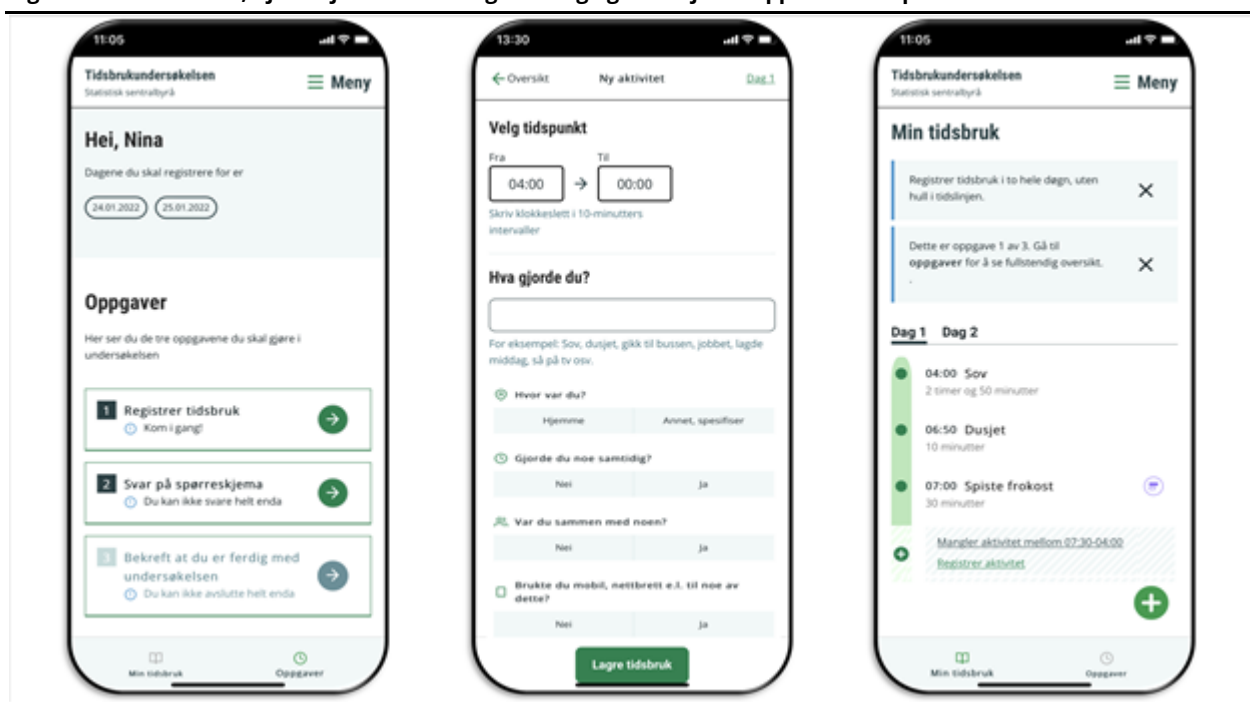 11:05
Tidsbrukundersøkelsen
Statistisk sentralbyrå
Meny
Hei, Nina
Dagene du skal registrere for er
24.01.2022 25.01.2022
Oppgaver
Her ser du de tre oppgavene du skal gjøre i
undersøkelsen
1 Registrer tidsbruk
Kom i gang!
2 Svar på spørreskjema
Du kan ikke svare helt enda
3 Bekreft at du er ferdig med
undersøkelsen
Du kan ikke avslutte helt enda
Min tidsbruk Oppgaver
13:30
Oversikt Ny aktivitet Dag 1
Velg tidspunkt
Fra Til
04:00 → 00:00
Skriv klokkeslett i 10-minutters
intervaller
Hva gjorde du?
For eksempel: Sov, dusjet, gikk til bussen, jobbet, lagde
middag, så på tv osv.
Hvor var du?
Hjemme Annet, spesifiser
Gjorde du noe samtidig?
Nei Ja
Var du sammen med noen?
Nei Ja
Brukte du mobil, nettbrett e.l. til noe av
dette?
Nei Ja
Lagre tidsbruk
11:05
Tidsbrukundersøkelsen
Statistisk sentralbyrå
Meny
Min tidsbruk
Registrer tidsbruk i to hele døgn, uten
hull i tidslinjen.
Dette er oppgave 1 av 3. Gå til
oppgaver for å se fullstendig oversikt.
.
Dag 1 Dag 2
04:00 Sov
2 timer og 50 minutter
06:50 Dusjet
10 minutter
07:00 Spiste frokost
30 minutter
Mangler aktivitet mellom 07:30-04:00
Registrer aktivitet
Min tidsbruk Oppgaver